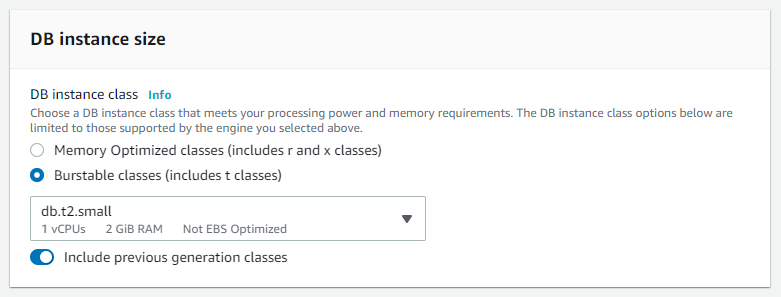 DB instance size
DB instance class Info
Choose a DB instance class that meets your processing power and memory requirements. The DB instance class options below are
limited to those supported by the engine you selected above.
Memory Optimized classes (includes r and x classes)
Burstable classes (includes t classes)
db.t2.small
1 vCPUs 2 GiB RAM Not EBS Optimized
Include previous generation classes